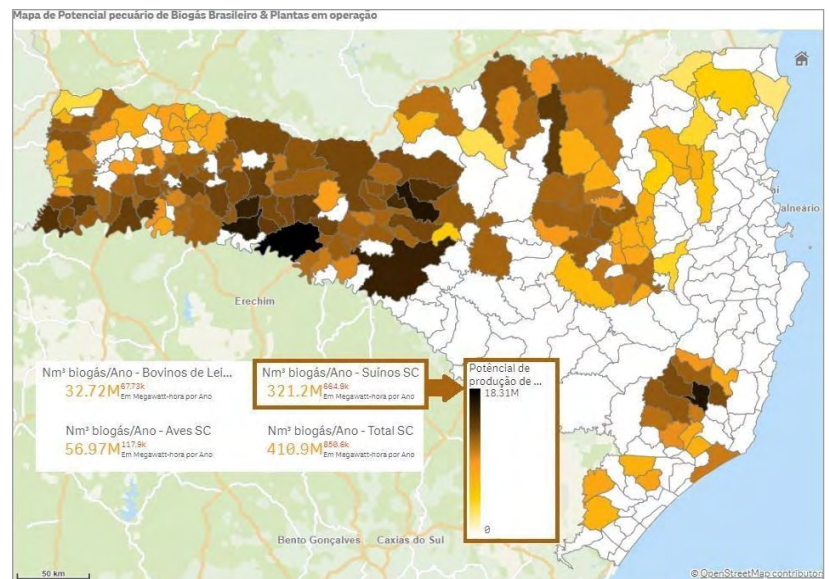 Mapa de Potencial pecuário de Biogás Brasileiro & Plantas em operação
ai
alneário
Erechim
Nm³ biogás/Ano - Bovinos de Lei...
32.72M 67.73k
Em Megawatt-hora por Ano
Nm³ biogás/Ano - Suínos SC
321.2M 664.9k
Em Megawatt-hora por Ano
Nm³ biogás/Ano - Aves SC
56.97M 117.9k
Em Megawatt-hora por Ano
Nm³ biogás/Ano - Total SC
410.9M 850.6k
Em Megawatt-hora por Ano
Poténcial de
produção de ...
18.31M
0
Bento Gonçalves
Caxias do Sul
50 km
© OpenStreetMap contributor